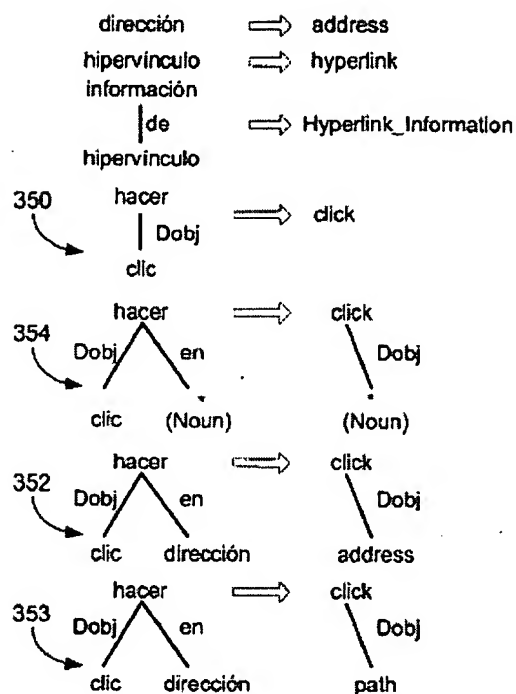 dirección ⇒ address
hipervínculo ⇒ hyperlink
información
de ⇒ Hyperlink_Information
hipervínculo
350 hacer
⇒ click
Dobj
clic
hacer ⇒ click
354 Dobj en Dobj
clic (Noun) (Noun)
hacer ⇒ click
352 Dobj en Dobj
clic dirección address
hacer ⇒ click
353 Dobj en Dobj
clic dirección path